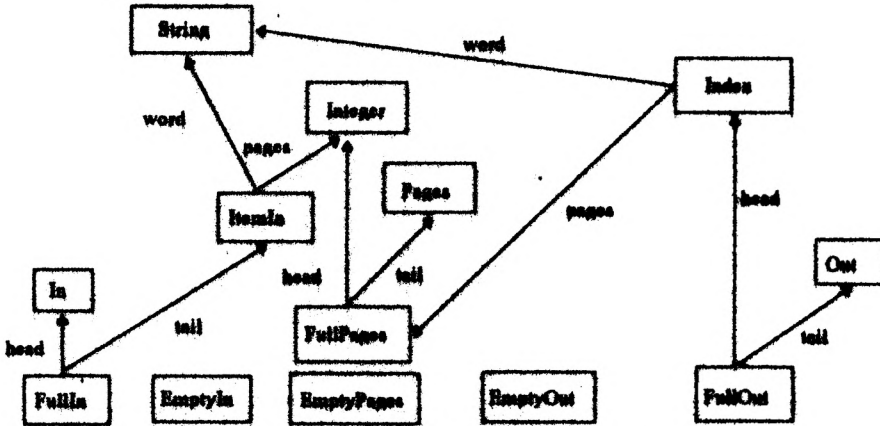 String
word
Index
Integer
word
pages
Pages
ItemIn
pages
head
Out
In
head
tail
FullPages
tail
tail
head
FullIn
EmptyIn
EmptyPages
EmptyOut
FullOut